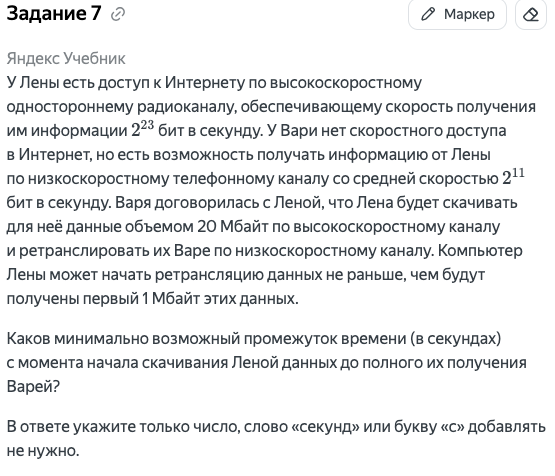 Задание 7
Маркер
Яндекс Учебник
У Лены есть доступ к Интернету по высокоскоростному
одностороннему радиоканалу, обеспечивающему скорость получения
им информации 2²³ бит в секунду. У Вари нет скоростного доступа
в Интернет, но есть возможность получать информацию от Лены
по низкоскоростному телефонному каналу со средней скоростью 2¹¹
бит в секунду. Варя договорилась с Леной, что Лена будет скачивать
для неё данные объемом 20 Мбайт по высокоскоростному каналу
и ретранслировать их Варе по низкоскоростному каналу. Компьютер
Лены может начать ретрансляцию данных не раньше, чем будут
получены первый 1 Мбайт этих данных.
Каков минимально возможный промежуток времени (в секундах)
с момента начала скачивания Леной данных до полного их получения
Варей?
В ответе укажите только число, слово «секунд» или букву «с» добавлять
не нужно.